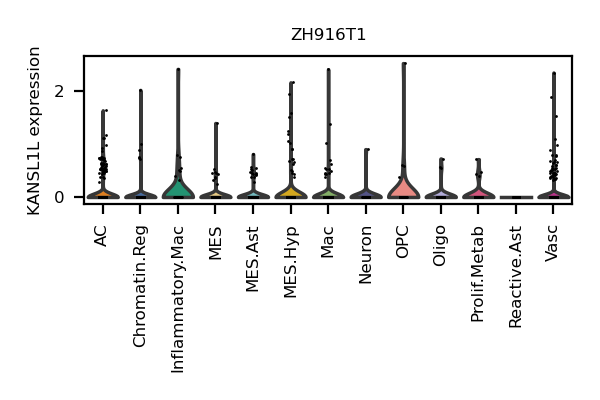 ZH916T1
KANSL1L expression
2
0
AC
Chromatin.Reg
Inflammatory.Mac
MES
MES.Ast
MES.Hyp
Mac
Neuron
OPC
Oligo
Prolif.Metab
Reactive.Ast
Vasc